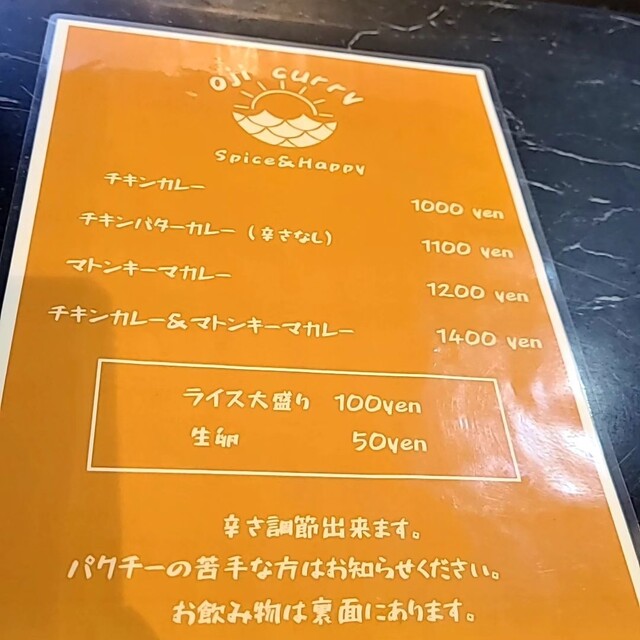 Oji curry
Spice&Happy
チキンカレー 1000 yen
チキンバターカレー(辛さなし) 1100 yen
マトンキーマカレー 1200 yen
チキンカレー&マトンキーマカレー 1400 yen
ライス大盛り 100yen
生卵 50yen
辛さ調節出来ます。
パクチーの苦手な方はお知らせください。
お飲み物は裏面にあります。